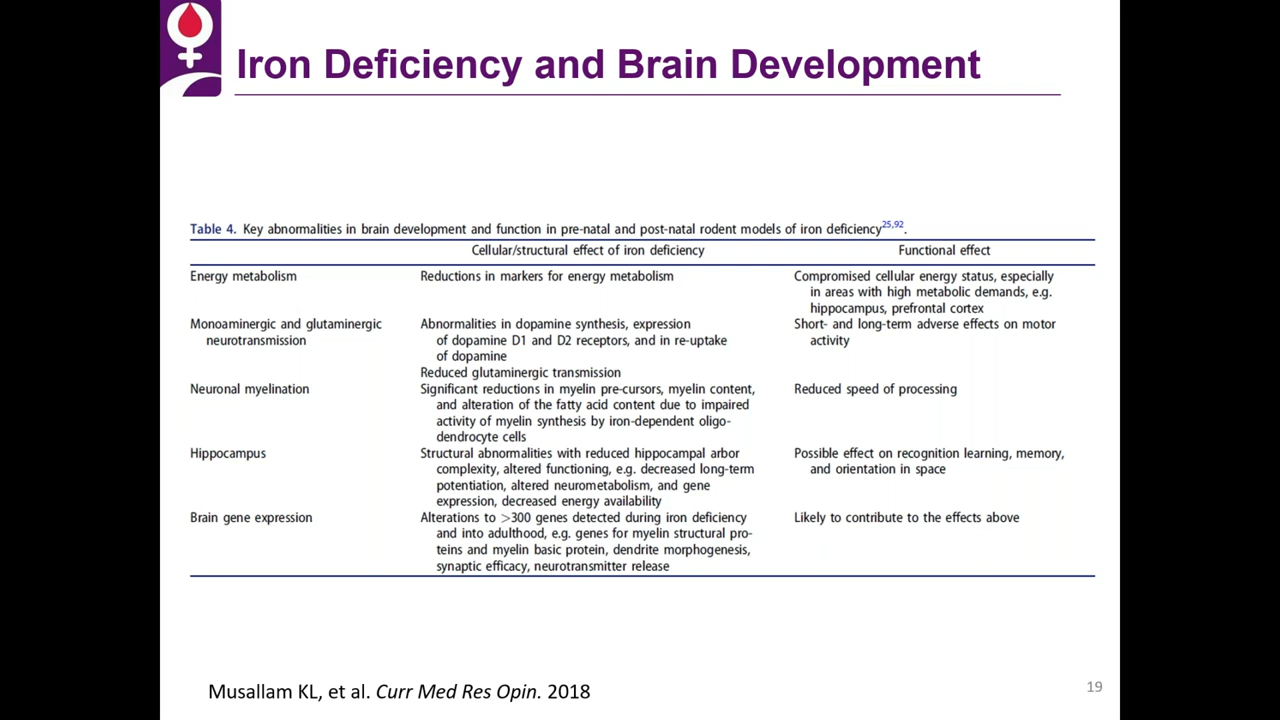 Iron Deficiency and Brain Development
Table 4. Key abnormalities in brain development and function in pre-natal and post-natal rodent models of iron deficiency25,92.
Cellular/structural effect of iron deficiency Functional effect
Energy metabolism Reductions in markers for energy metabolism Compromised cellular energy status, especially
in areas with high metabolic demands, e.g.
hippocampus, prefrontal cortex
Monoaminergic and glutaminergic Abnormalities in dopamine synthesis, expression Short- and long-term adverse effects on motor
neurotransmission of dopamine D1 and D2 receptors, and in re-uptake activity
of dopamine
Reduced glutaminergic transmission
Neuronal myelination Significant reductions in myelin pre-cursors, myelin content, Reduced speed of processing
and alteration of the fatty acid content due to impaired
activity of myelin synthesis by iron-dependent oligo-
dendrocyte cells
Hippocampus Structural abnormalities with reduced hippocampal arbor Possible effect on recognition learning, memory,
complexity, altered functioning, e.g. decreased long-term and orientation in space
potentiation, altered neurometabolism, and gene
expression, decreased energy availability
Brain gene expression Alterations to >300 genes detected during iron deficiency Likely to contribute to the effects above
and into adulthood, e.g. genes for myelin structural pro-
teins and myelin basic protein, dendrite morphogenesis,
synaptic efficacy, neurotransmitter release
Musallam KL, et al. Curr Med Res Opin. 2018
19